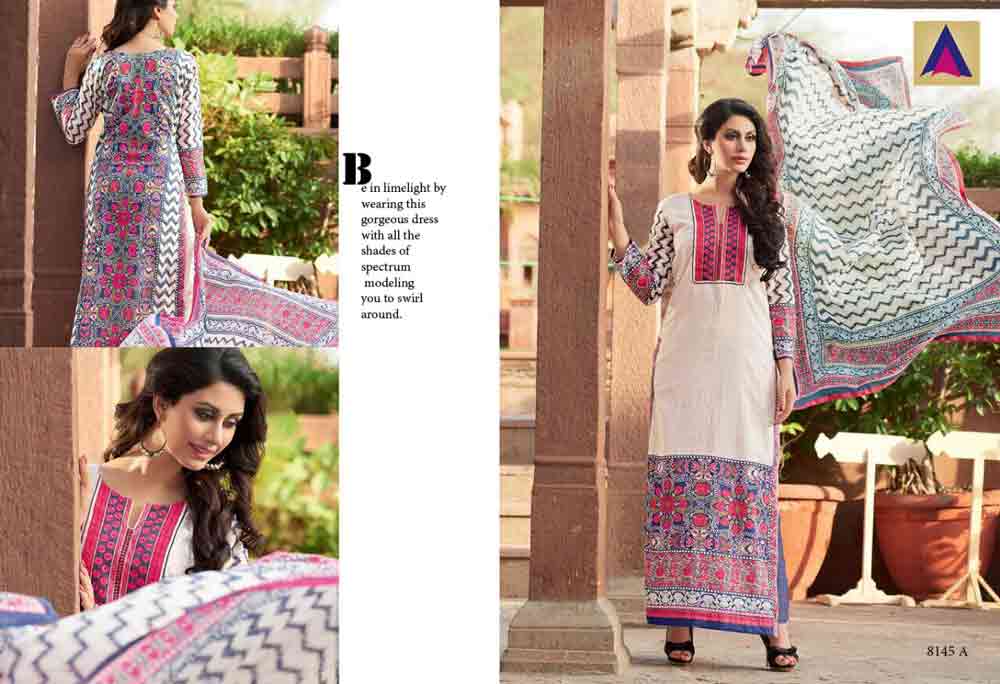 Be in limelight by
wearing this
gorgeous dress
with all the
shades of
spectrum
modeling
you to swirl
around.
8145 A